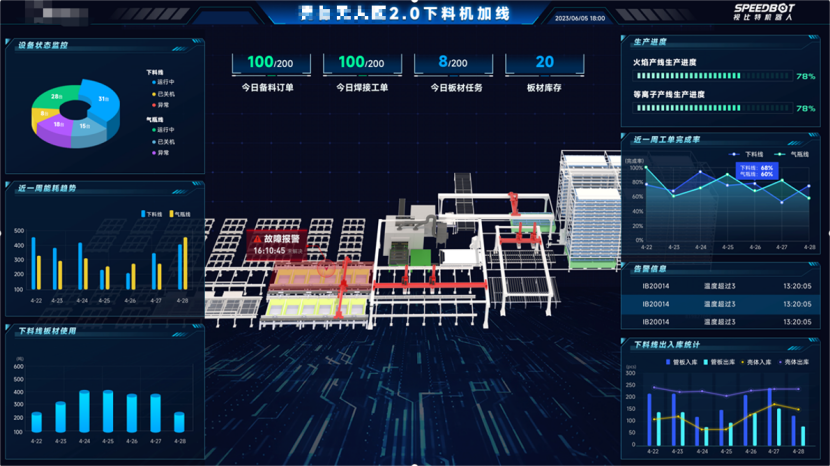 2.0下料机加线
2023/06/05 18:00
SPEEDBOT
视比特机器人
设备状态监控
28台
31台
8台
18台
15台
下料线
运行中
已关机
异常
气瓶线
运行中
已关机
异常
100/200
今日备料订单
100/200
今日焊接工单
8/200
今日板材任务
20
板材库存
生产进度
火焰产线生产进度
78%
等离子产线生产进度
78%
近一周能耗趋势
下料线 气瓶线
500
400
300
200
100
4-22 4-23 4-24 4-25 4-26 4-27 4-28
故障报警
16:10:45
近一周工单完成率
(完成率)
下料线 气瓶线
100%
80%
60%
40%
20%
0%
下料线: 68%
气瓶线: 60%
4-22 4-23 4-24 4-25 4-26 4-27 4-28
告警信息
IB20014 温度超过3 13:20:05
IB20014 温度超过3 13:20:05
IB20014 温度超过3 13:20:05
下料线板材使用
600
500
400
300
200
100
4-22 4-23 4-24 4-25 4-26 4-27 4-28
下料线出入库统计
管板入库 管板出库 壳体入库 壳体出库
300
250
200
150
100
50
0
4-22 4-23 4-24 4-25 4-26 4-27 4-28